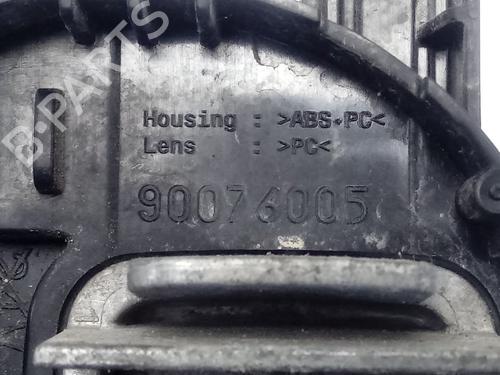 B-PARTS
Housing : >ABS+PC<
Lens : >PC<
90076005